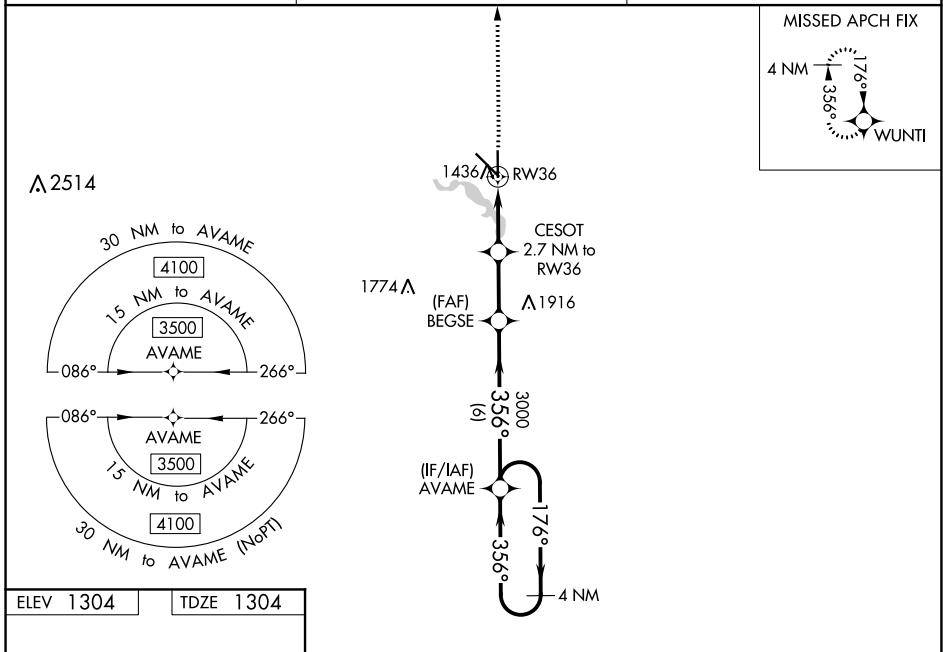 MISSED APCH FIX
4 NM
176°
356°
WUNTI
1436
RW36
2514
CESOT
2.7 NM to
RW36
1774
1916
(FAF)
BEGSE
30 NM to AVAME
4100
15 NM to AVAME
3500
AVAME
086°
266°
086°
266°
AVAME
3500
15 NM to AVAME
4100
30 NM to AVAME (NoPT)
3000
356°
(6)
(IF/IAF)
AVAME
176°
356°
4 NM
ELEV 1304
TDZE 1304